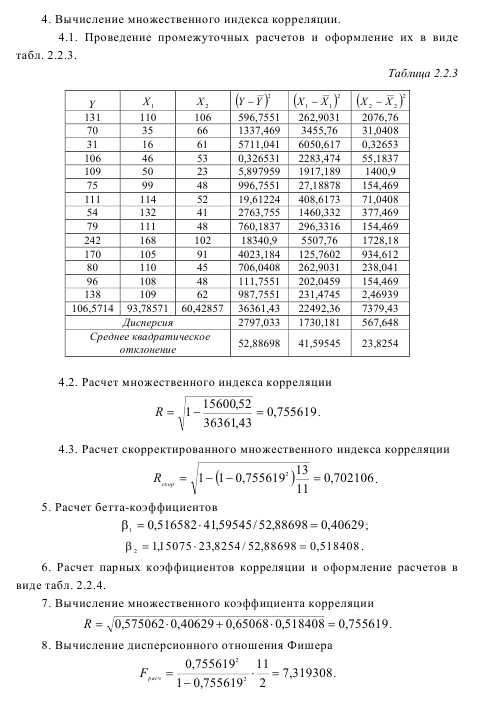 4. Вычисление множественного индекса корреляции.
4.1. Проведение промежуточных расчетов и оформление их в виде
табл. 2.2.3.
Таблица 2.2.3
Y X₁ X₂ (Y – Y̅)² (X₁ – X̅₁)² (X₂ – X̅₂)²
131 110 106 596,7551 262,9031 2076,76
70 35 66 1337,469 3455,76 31,0408
31 16 61 5711,041 6050,617 0,32653
106 46 53 0,326531 2283,474 55,1837
109 50 23 5,897959 1917,189 1400,9
75 99 48 996,7551 27,18878 154,469
111 114 52 19,61224 408,6173 71,0408
54 132 41 2763,755 1460,332 377,469
79 111 48 760,1837 296,3316 154,469
242 168 102 18340,9 5507,76 1728,18
170 105 91 4023,184 125,7602 934,612
80 110 45 706,0408 262,9031 238,041
96 108 48 111,7551 202,0459 154,469
138 109 62 987,7551 231,4745 2,46939
106,5714 93,78571 60,42857 36361,43 22492,36 7379,43
Дисперсия 2797,033 1730,181 567,648
Среднее квадратическое
отклонение 52,88698 41,59545 23,8254
4.2. Расчет множественного индекса корреляции
R = √(1 – 15600,52 / 36361,43) = 0,755619.
4.3. Расчет скорректированного множественного индекса корреляции
Rскор = √(1 – (1 – 0,755619²) 13/11) = 0,702106.
5. Расчет бетта-коэффициентов
β₁ = 0,516582 · 41,59545 / 52,88698 = 0,40629;
β₂ = 1,15075 · 23,8254 / 52,88698 = 0,518408.
6. Расчет парных коэффициентов корреляции и оформление расчетов в
виде табл. 2.2.4.
7. Вычисление множественного коэффициента корреляции
R = √(0,575062 · 0,40629 + 0,65068 · 0,518408) = 0,755619.
8. Вычисление дисперсионного отношения Фишера
Fрасч = 0,755619² / (1 – 0,755619²) · 11/2 = 7,319308.